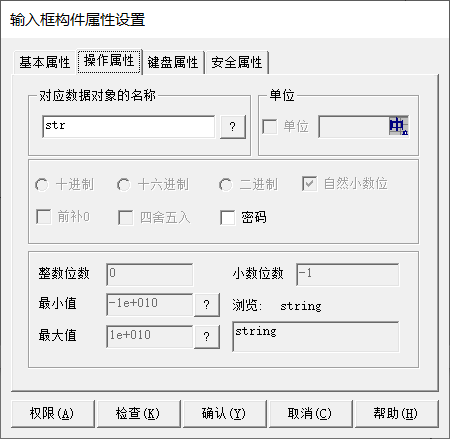 输入框构件属性设置
基本属性 操作属性 键盘属性 安全属性
对应数据对象的名称 单位
str ? 单位 中
十进制 十六进制 二进制 自然小数位
前补0 四舍五入 密码
整数位数 0 小数位数 -1
最小值 -1e+010 ? 浏览: string
最大值 1e+010 ? string
权限(A) 检查(K) 确认(Y) 取消(C) 帮助(H)